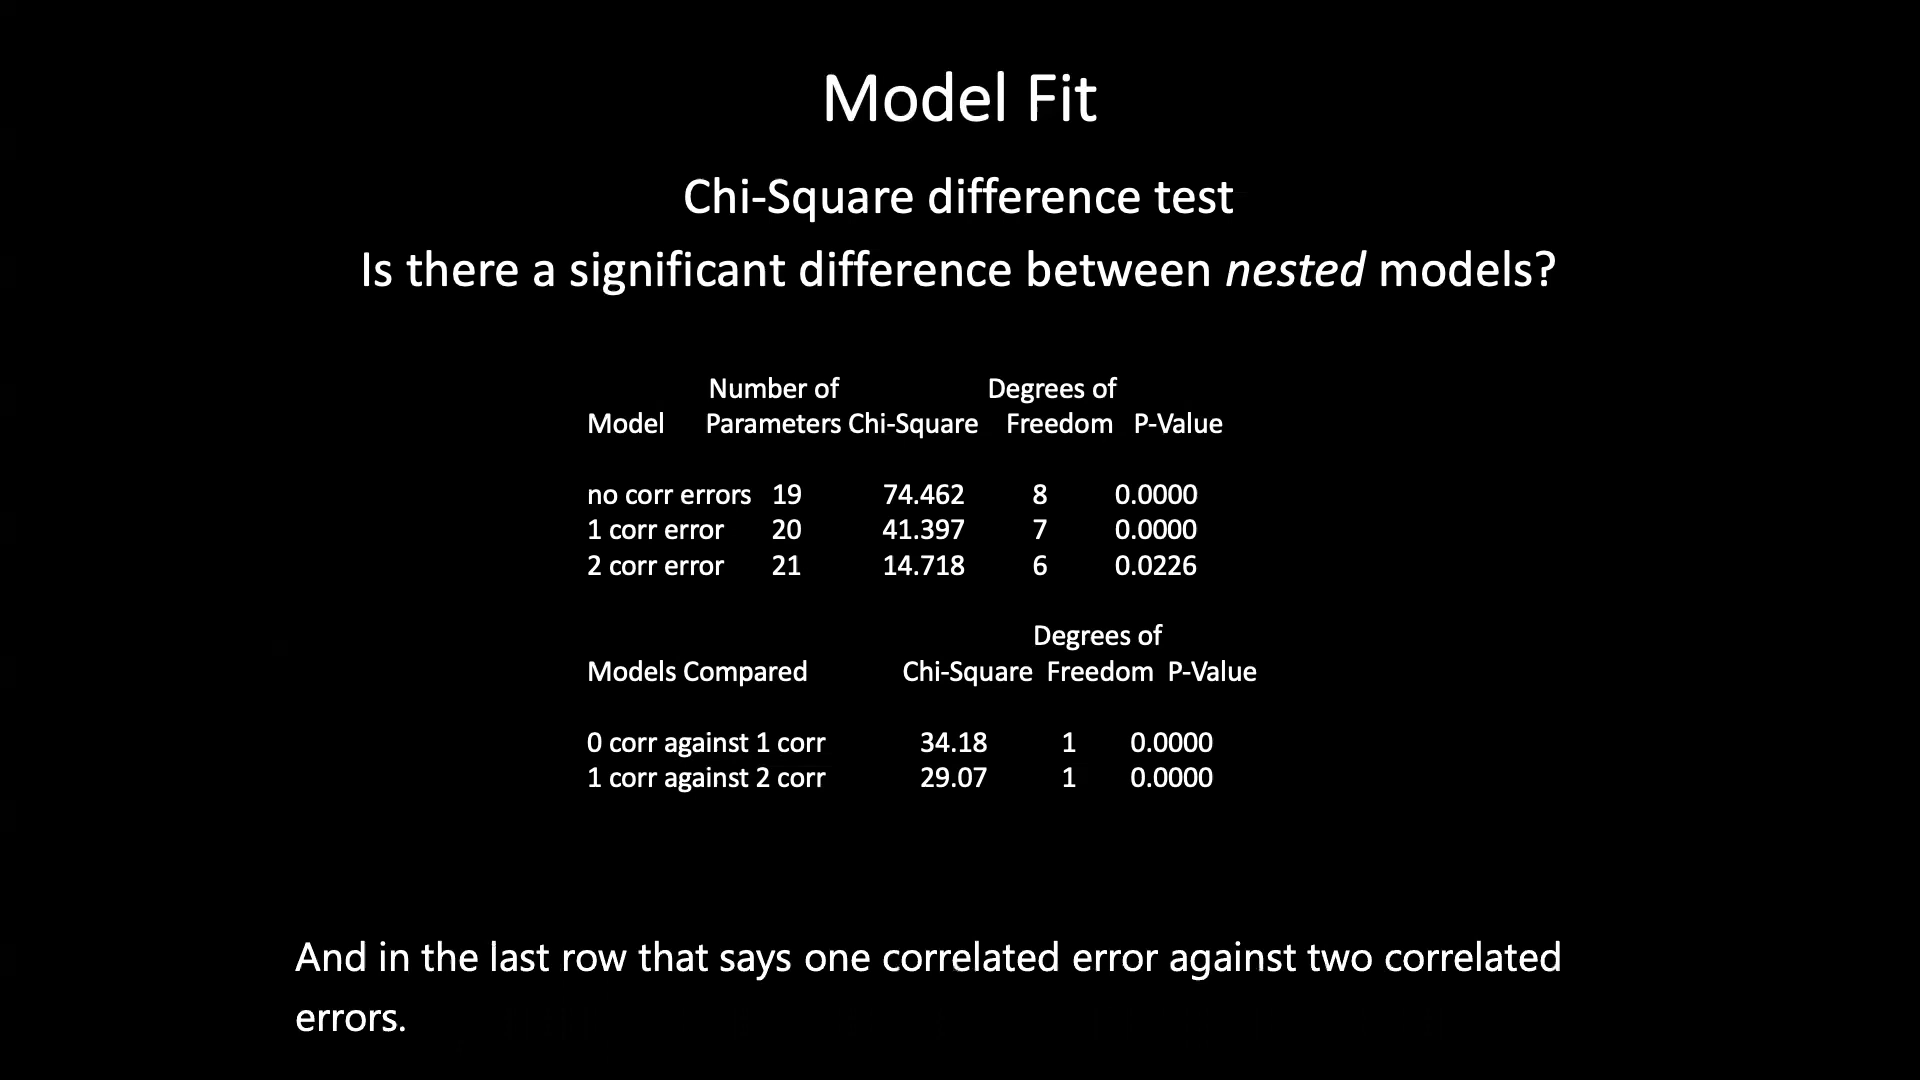 Model Fit
Chi-Square difference test
Is there a significant difference between nested models?
Number of Degrees of
Model Parameters Chi-Square Freedom P-Value
no corr errors 19 74.462 8 0.0000
1 corr error 20 41.397 7 0.0000
2 corr error 21 14.718 6 0.0226
Degrees of
Models Compared Chi-Square Freedom P-Value
0 corr against 1 corr 34.18 1 0.0000
1 corr against 2 corr 29.07 1 0.0000
And in the last row that says one correlated error against two correlated
errors.